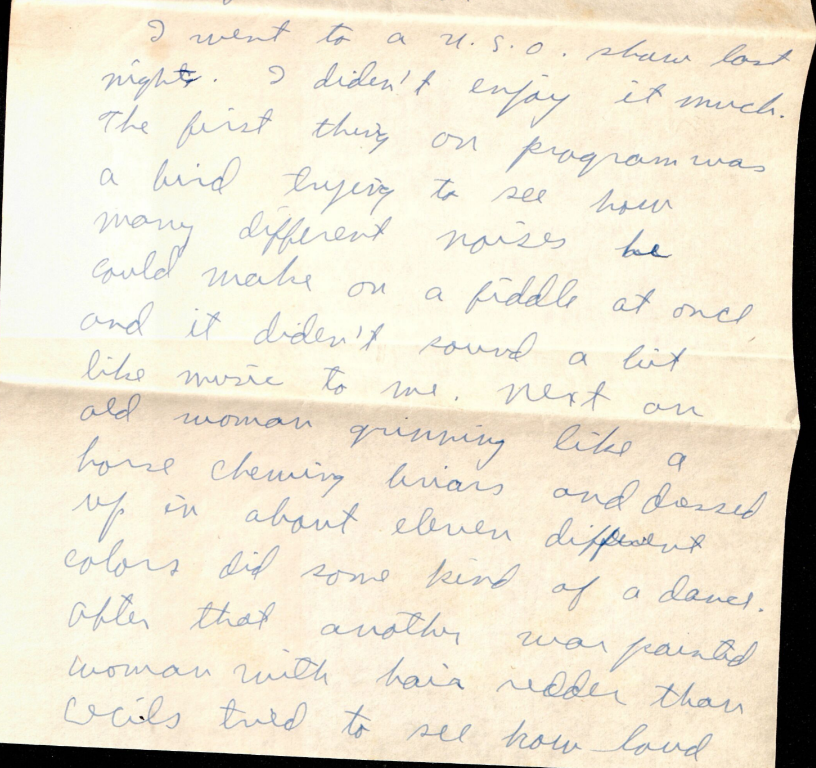 I went to a U.S.O. show last
night. I diden't enjoy it much.
The first thing on program was
a bird trying to see how
many different noises he
could make on a fiddle at once,
and it diden't sound a bit
like music to me. Next an
old woman grinning like a
horse chewing briars and dressed
up in about eleven different
colors did some kind of a dance.
After that another war painted
woman with hair redder than
Cecils tried to see how loud